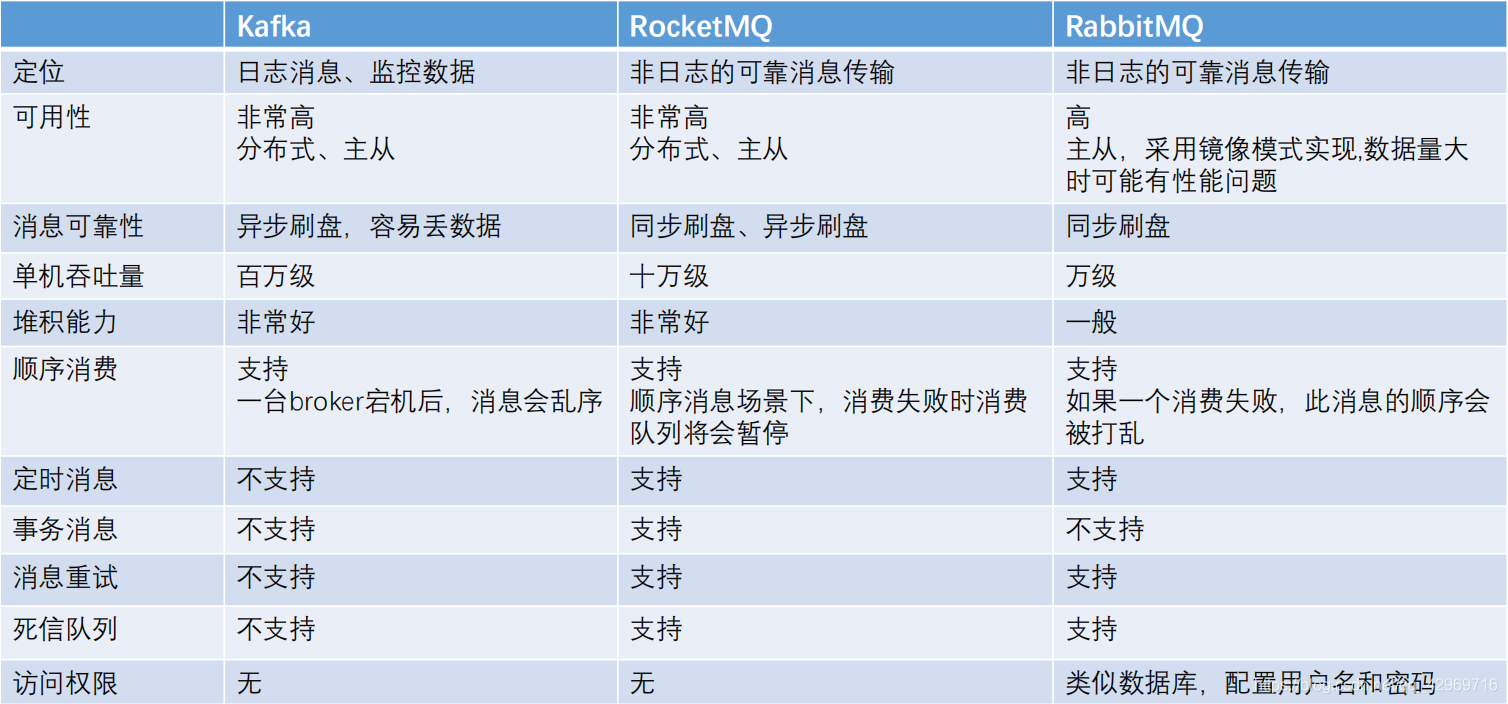 Kafka RocketMQ RabbitMQ
定位 日志消息、监控数据 非日志的可靠消息传输 非日志的可靠消息传输
可用性 非常高 非常高 高
分布式、主从 分布式、主从 主从，采用镜像模式实现,数据量大
时可能有性能问题
消息可靠性 异步刷盘，容易丢数据 同步刷盘、异步刷盘 同步刷盘
单机吞吐量 百万级 十万级 万级
堆积能力 非常好 非常好 一般
顺序消费 支持 支持 支持
一台broker宕机后，消息会乱序 顺序消息场景下，消费失败时消费 如果一个消费失败，此消息的顺序会
队列将会暂停 被打乱
定时消息 不支持 支持 支持
事务消息 不支持 支持 不支持
消息重试 不支持 支持 支持
死信队列 不支持 支持 支持
访问权限 无 无 类似数据库，配置用户名和密码